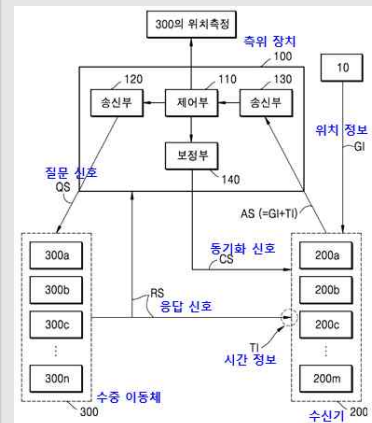 300의 위치측정
측위 장치
100
120
110
130
10
송신부
제어부
송신부
위치 정보
GI
보정부
140
질문 신호
QS
AS (=GI+TI)
동기화 신호
CS
300a
200a
300b
200b
RS
300c
응답 신호
200c
TI
시간 정보
300n
200m
수중 이동체
300
200
수신기